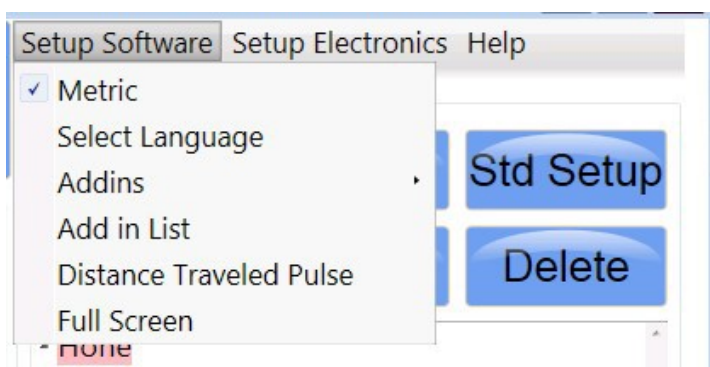 Setup Software Setup Electronics Help
Metric
Select Language
Addins
Add in List
Distance Traveled Pulse
Full Screen
Std Setup
Delete